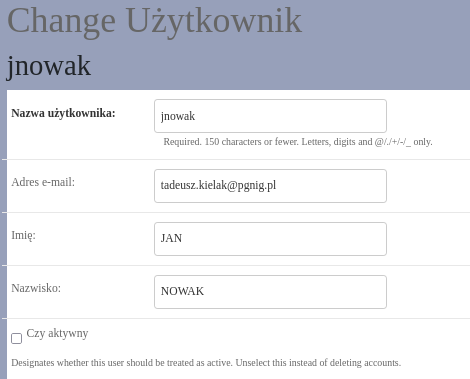 Change Użytkownik
jnowak
Nazwa użytkownika:
jnowak
Required. 150 characters or fewer. Letters, digits and @/./+/-/_ only.
Adres e-mail:
tadeusz.kielak@pgnig.pl
Imię:
JAN
Nazwisko:
NOWAK
Czy aktywny
Designates whether this user should be treated as active. Unselect this instead of deleting accounts.